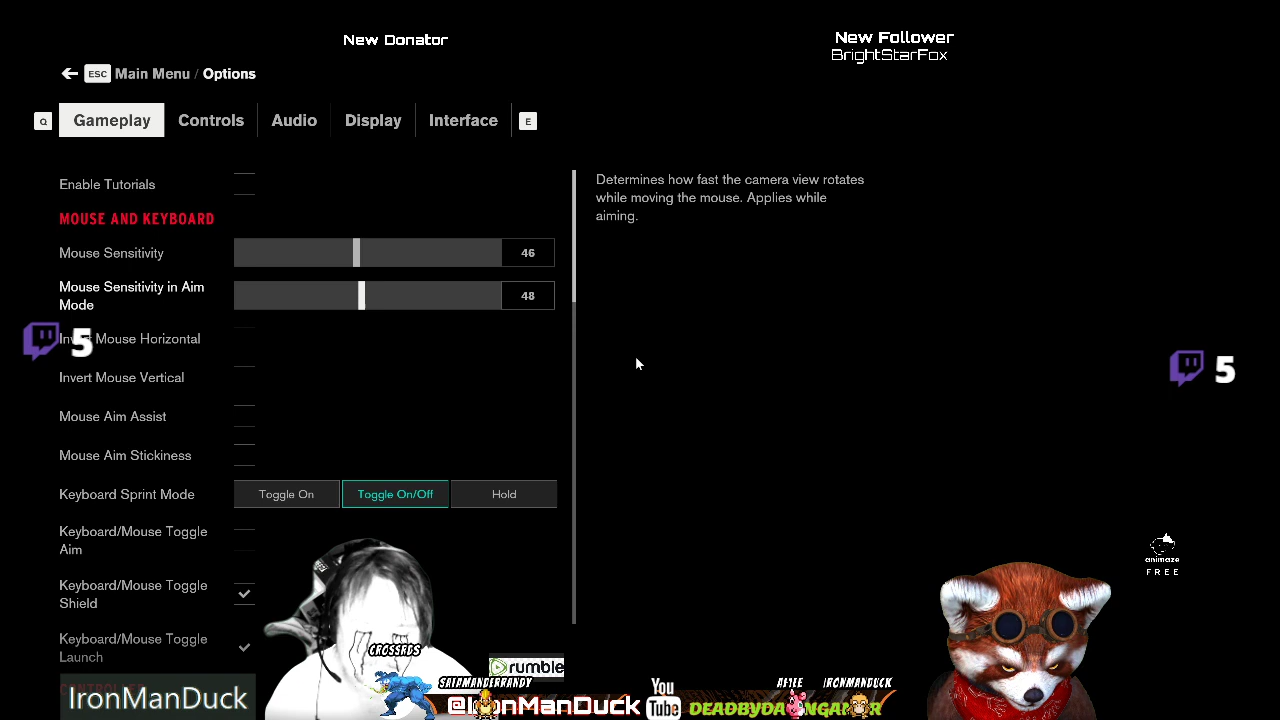 New Donator
New Follower
BrightStarFox
ESC Main Menu / Options
Q Gameplay Controls Audio Display Interface E
Enable Tutorials
Determines how fast the camera view rotates
while moving the mouse. Applies while
aiming.
MOUSE AND KEYBOARD
Mouse Sensitivity 46
Mouse Sensitivity in Aim
Mode 48
5
Invert Mouse Horizontal
5
Invert Mouse Vertical
Mouse Aim Assist
Mouse Aim Stickiness
Keyboard Sprint Mode Toggle On Toggle On/Off Hold
Keyboard/Mouse Toggle
Aim
Keyboard/Mouse Toggle
Shield
Keyboard/Mouse Toggle
Launch
animaze
FREE
CROSSRDS
rumble
SATAMANDERRANDY
AF1EE IRONMANDUCK
IronManDuck
@IronManDuck
You
Tube